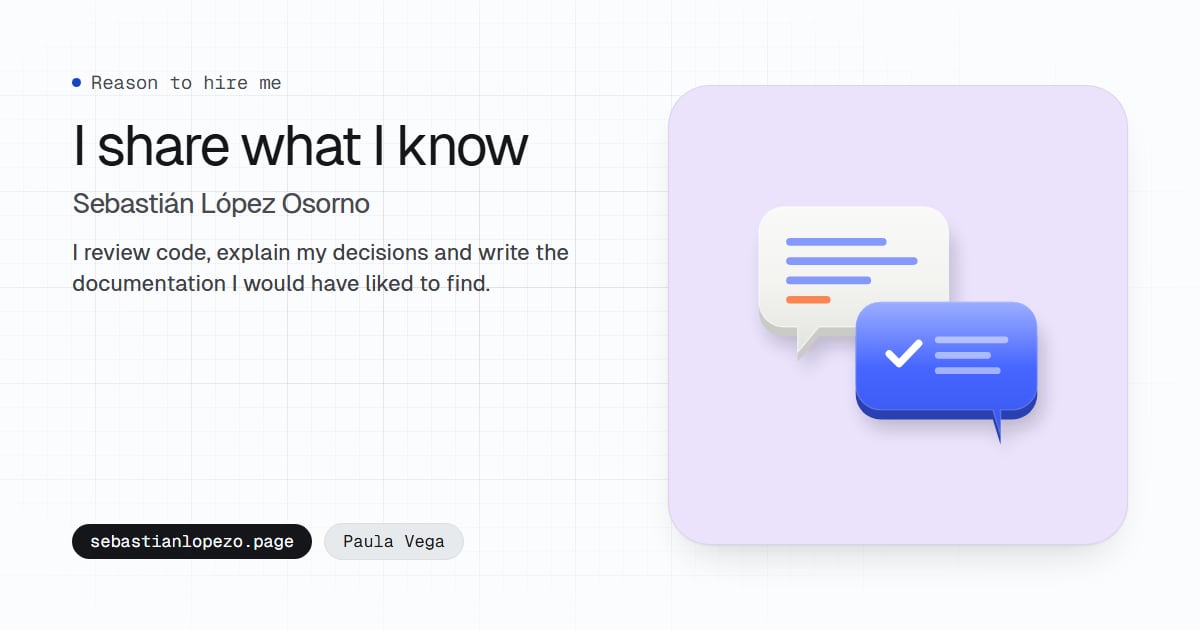 Reason to hire me
I share what I know
Sebastián López Osorno
I review code, explain my decisions and write the
documentation I would have liked to find.
sebastianlopezo.page
Paula Vega